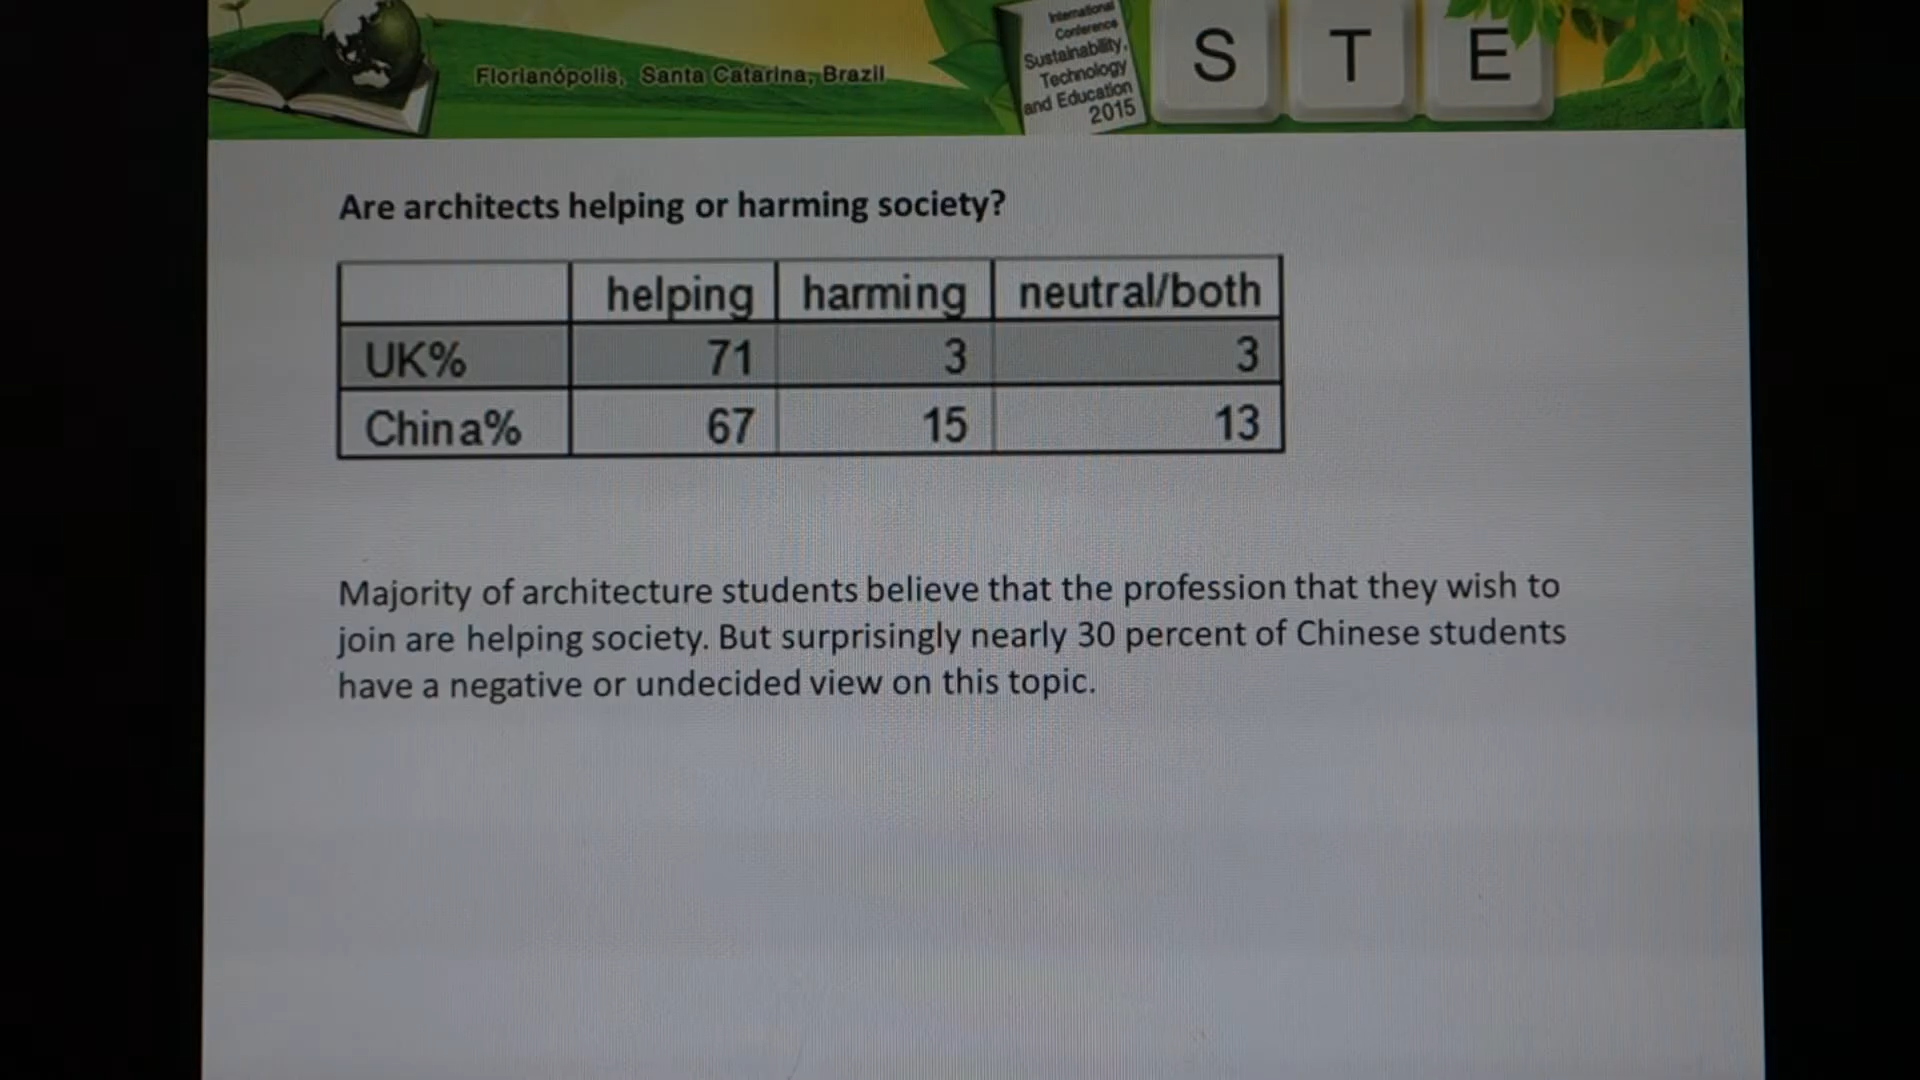 Florianópolis, Santa Catarina, Brazil
International
Conference
Sustainability,
Technology
and Education
2015
S T E
Are architects helping or harming society?
helping harming neutral/both
UK% 71 3 3
China% 67 15 13
Majority of architecture students believe that the profession that they wish to
join are helping society. But surprisingly nearly 30 percent of Chinese students
have a negative or undecided view on this topic.